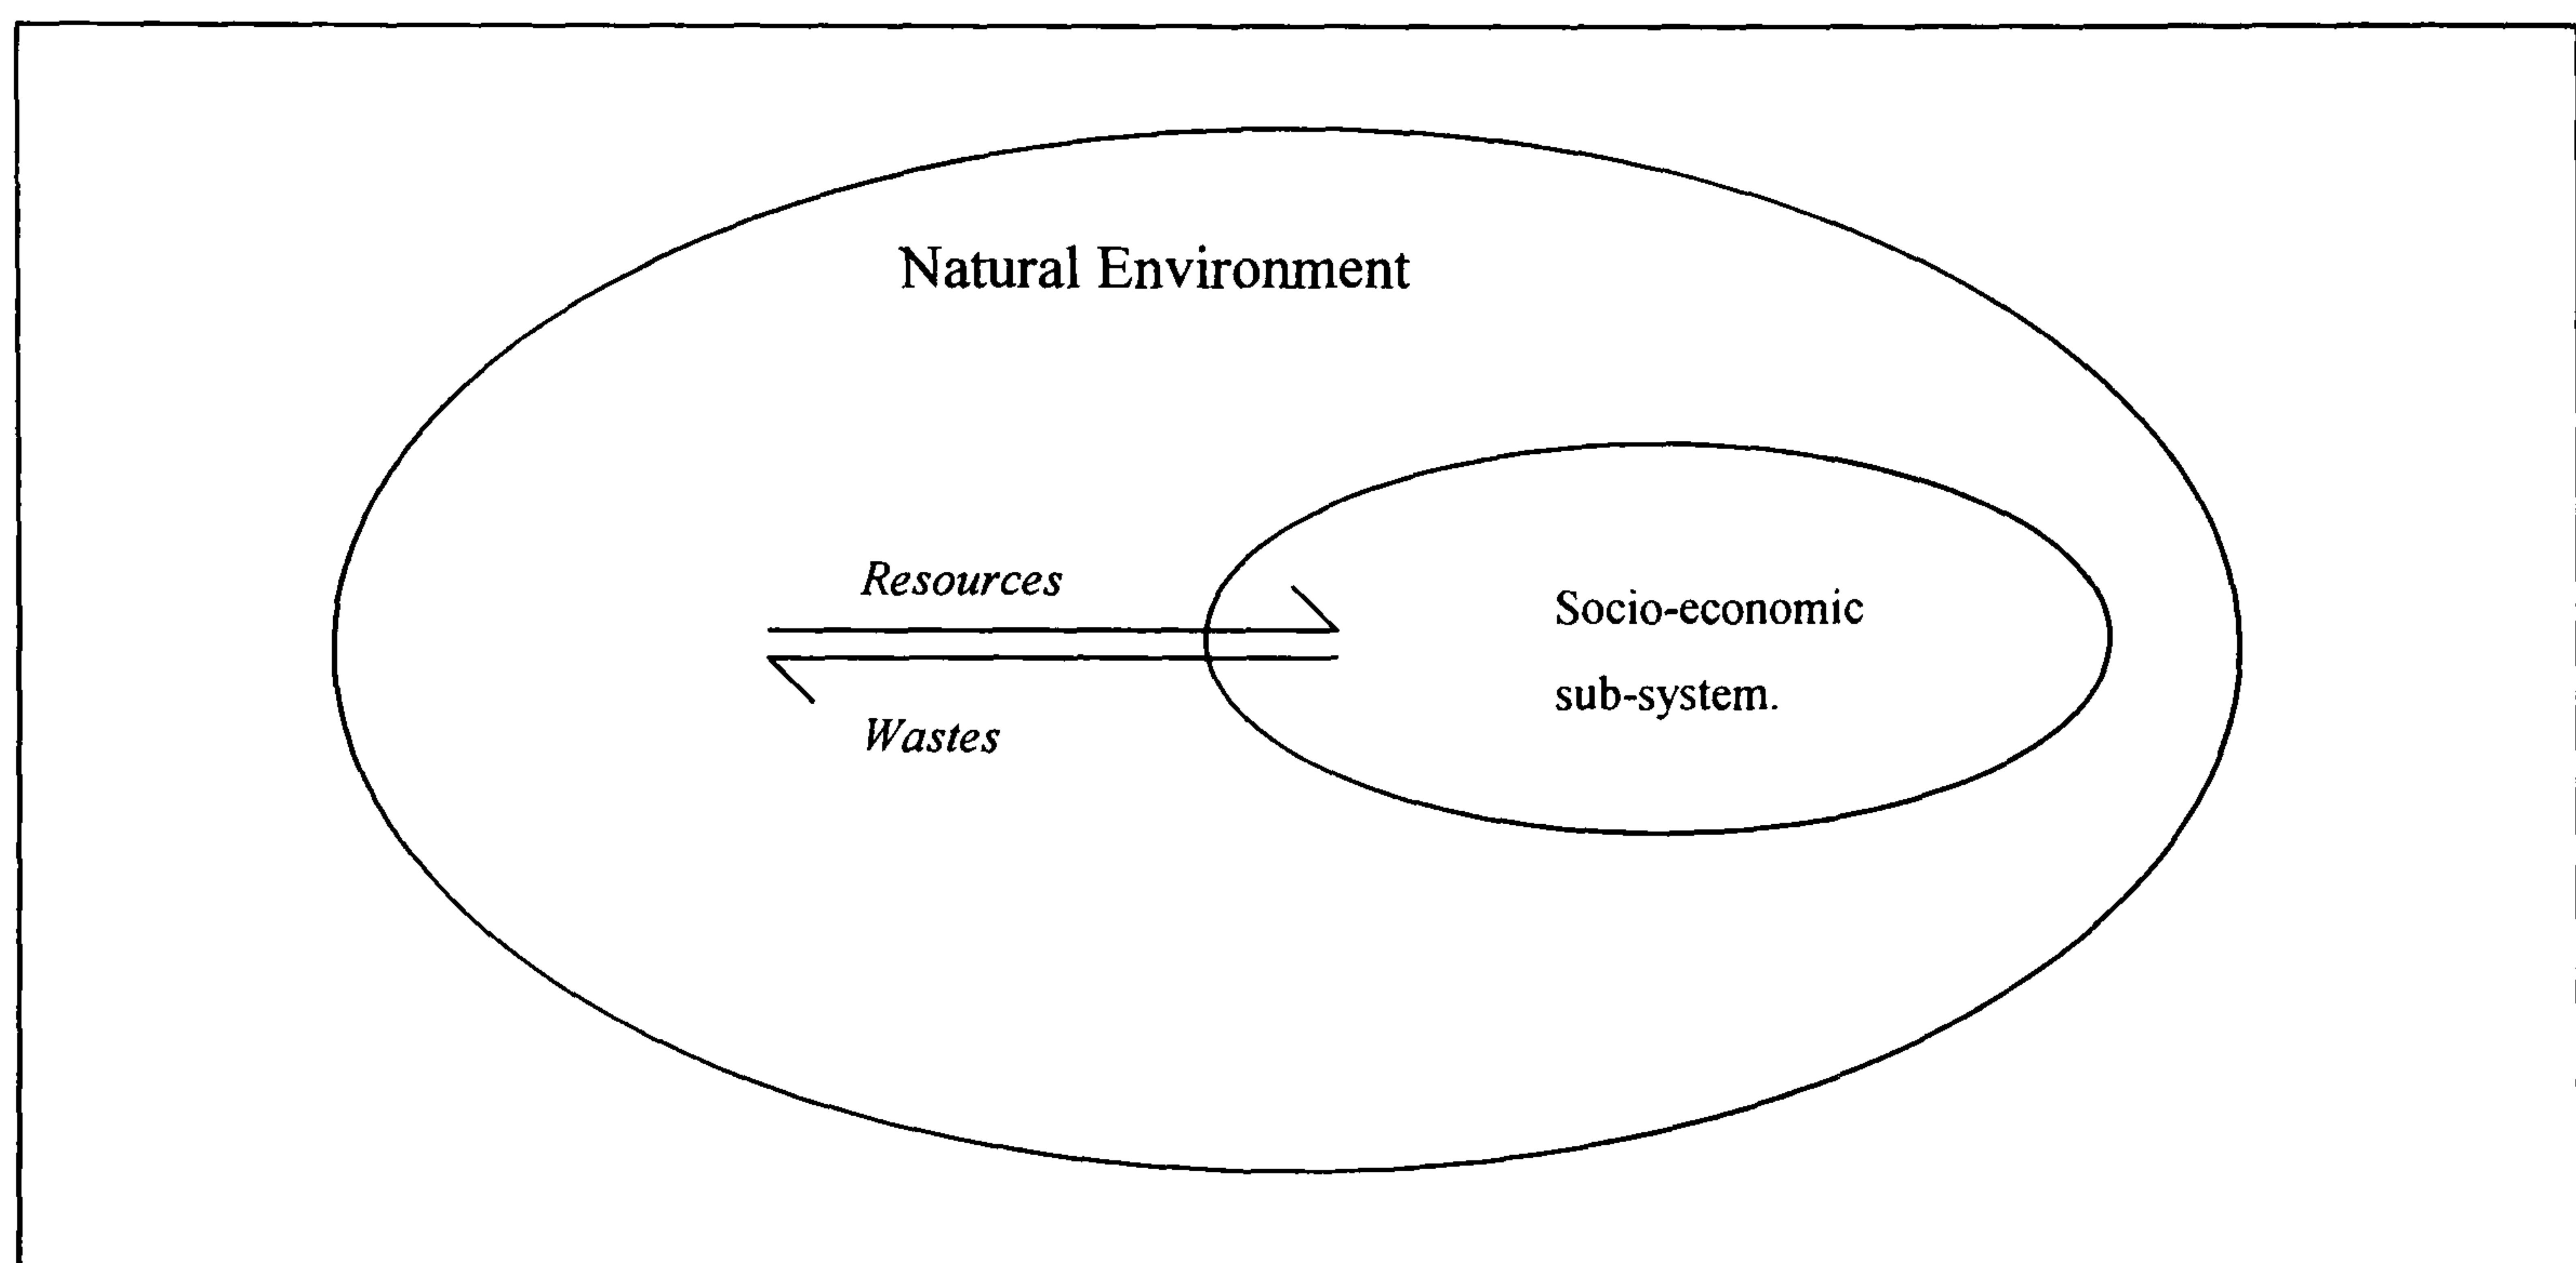 Natural Environment
Resources
Socio-economic
sub-system.
Wastes